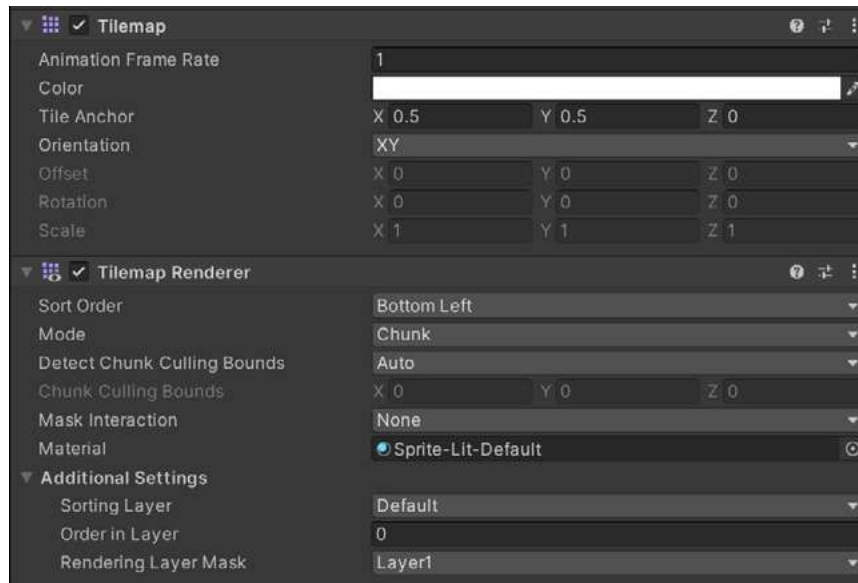 Tilemap
Animation Frame Rate 1
Color
Tile Anchor X 0.5 Y 0.5 Z 0
Orientation XY
Offset X 0 Y 0 Z 0
Rotation X 0 Y 0 Z 0
Scale X 1 Y 1 Z 1
Tilemap Renderer
Sort Order Bottom Left
Mode Chunk
Detect Chunk Culling Bounds Auto
Chunk Culling Bounds X 0 Y 0 Z 0
Mask Interaction None
Material Sprite-Lit-Default
Additional Settings
Sorting Layer Default
Order in Layer 0
Rendering Layer Mask Layer1